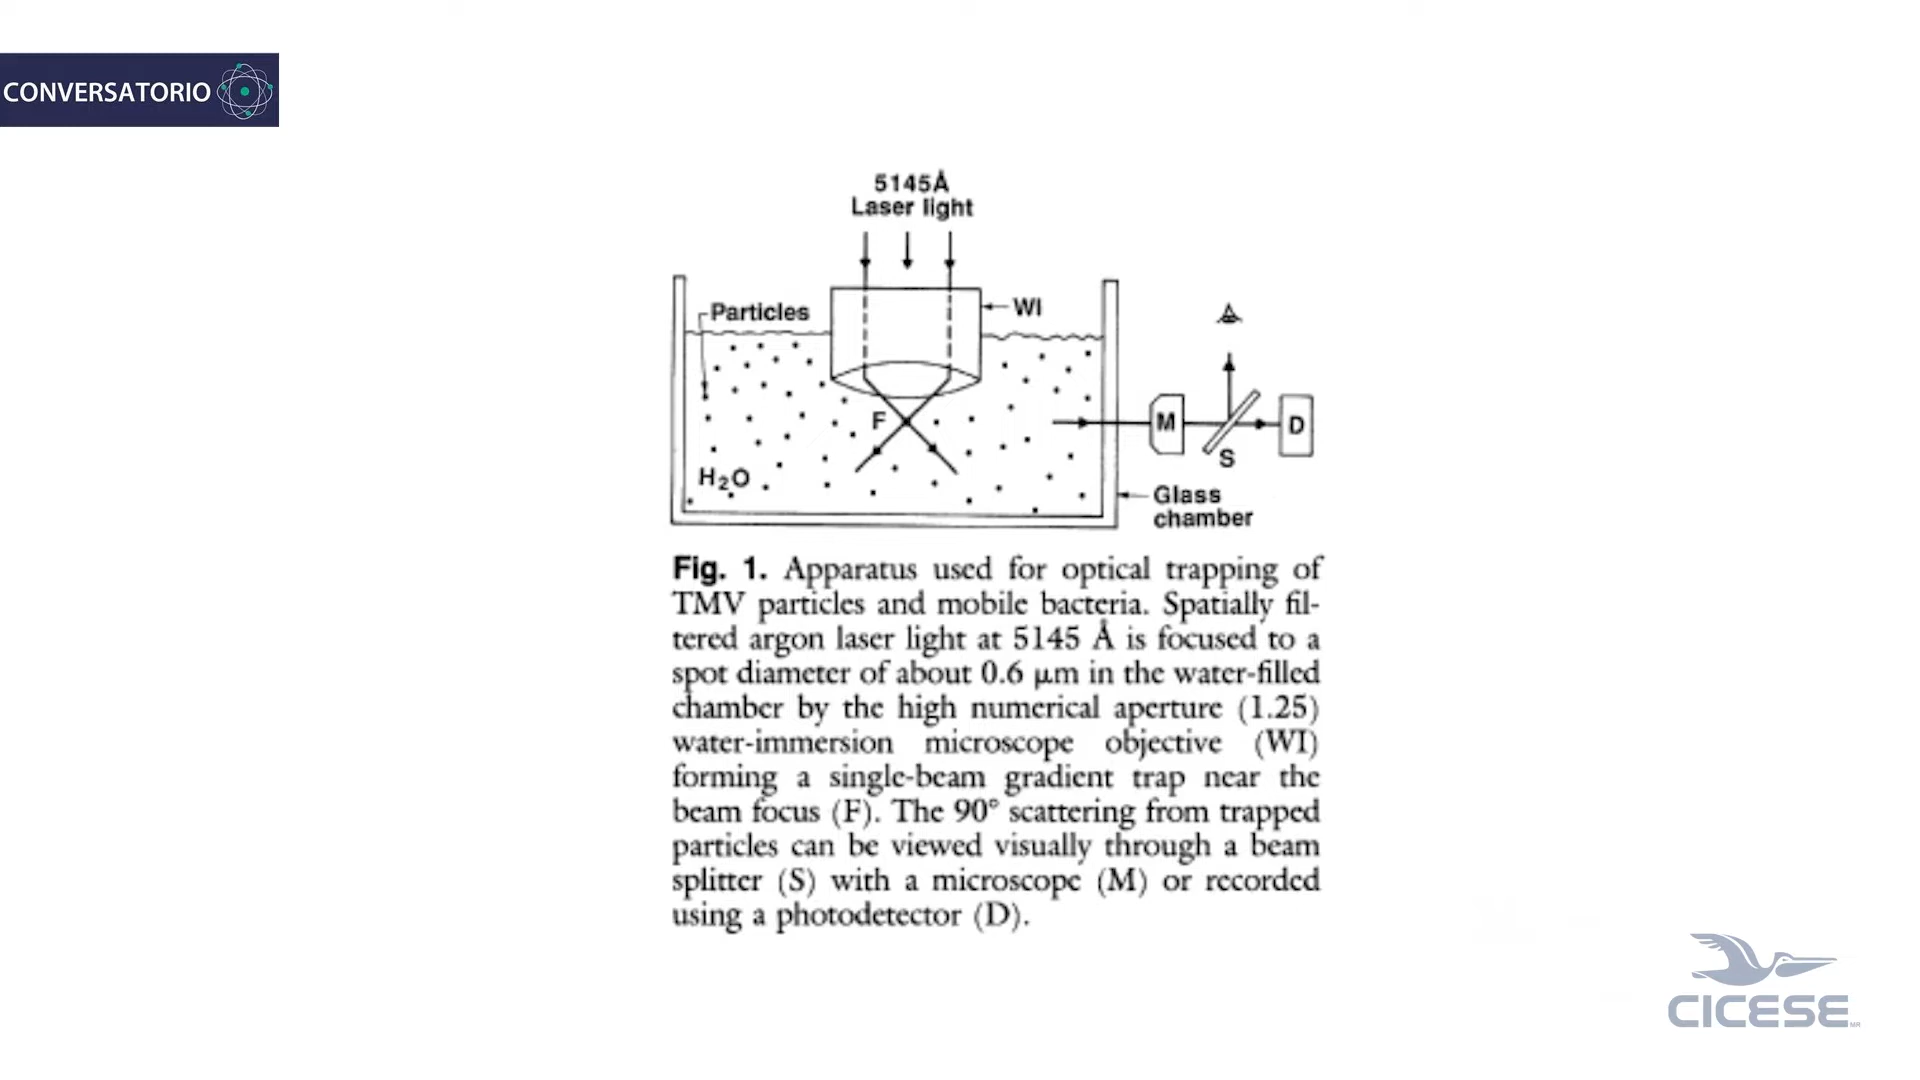 CONVERSATORIO
5145Å
Laser light
Particles
WI
F
M
D
S
H2O
Glass
chamber
Fig. 1. Apparatus used for optical trapping of
TMV particles and mobile bacteria. Spatially fil-
tered argon laser light at 5145 Å is focused to a
spot diameter of about 0.6 μm in the water-filled
chamber by the high numerical aperture (1.25)
water-immersion microscope objective (WI)
forming a single-beam gradient trap near the
beam focus (F). The 90° scattering from trapped
particles can be viewed visually through a beam
splitter (S) with a microscope (M) or recorded
using a photodetector (D).
CICESE
MR